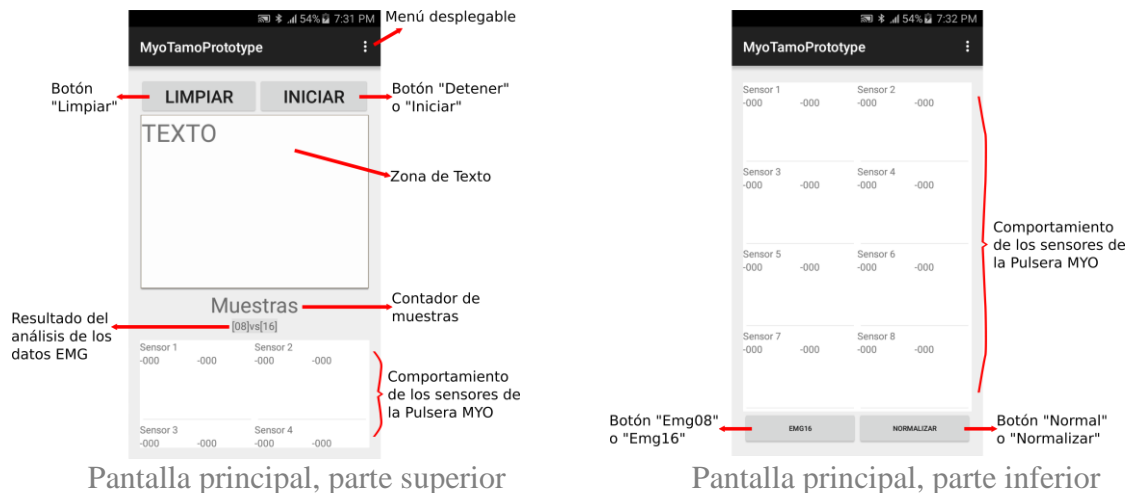 54% 7:31 PM
MyoTamoPrototype
Menú desplegable
Botón
"Limpiar"
LIMPIAR
INICIAR
Botón "Detener"
o "Iniciar"
TEXTO
Zona de Texto
Muestras
Contador de
muestras
[08]vs[16]
Resultado del
análisis de los
datos EMG
Sensor 1 Sensor 2
-000 -000 -000 -000
Comportamiento
de los sensores de
la Pulsera MYO
Sensor 3 Sensor 4
-000 -000 -000 -000
Pantalla principal, parte superior
54% 7:32 PM
MyoTamoPrototype
Sensor 1 Sensor 2
-000 -000 -000 -000
Sensor 3 Sensor 4
-000 -000 -000 -000
Comportamiento
de los sensores de
la Pulsera MYO
Sensor 5 Sensor 6
-000 -000 -000 -000
Sensor 7 Sensor 8
-000 -000 -000 -000
Botón "Emg08"
o "Emg16"
EMG16
NORMALIZAR
Botón "Normal"
o "Normalizar"
Pantalla principal, parte inferior